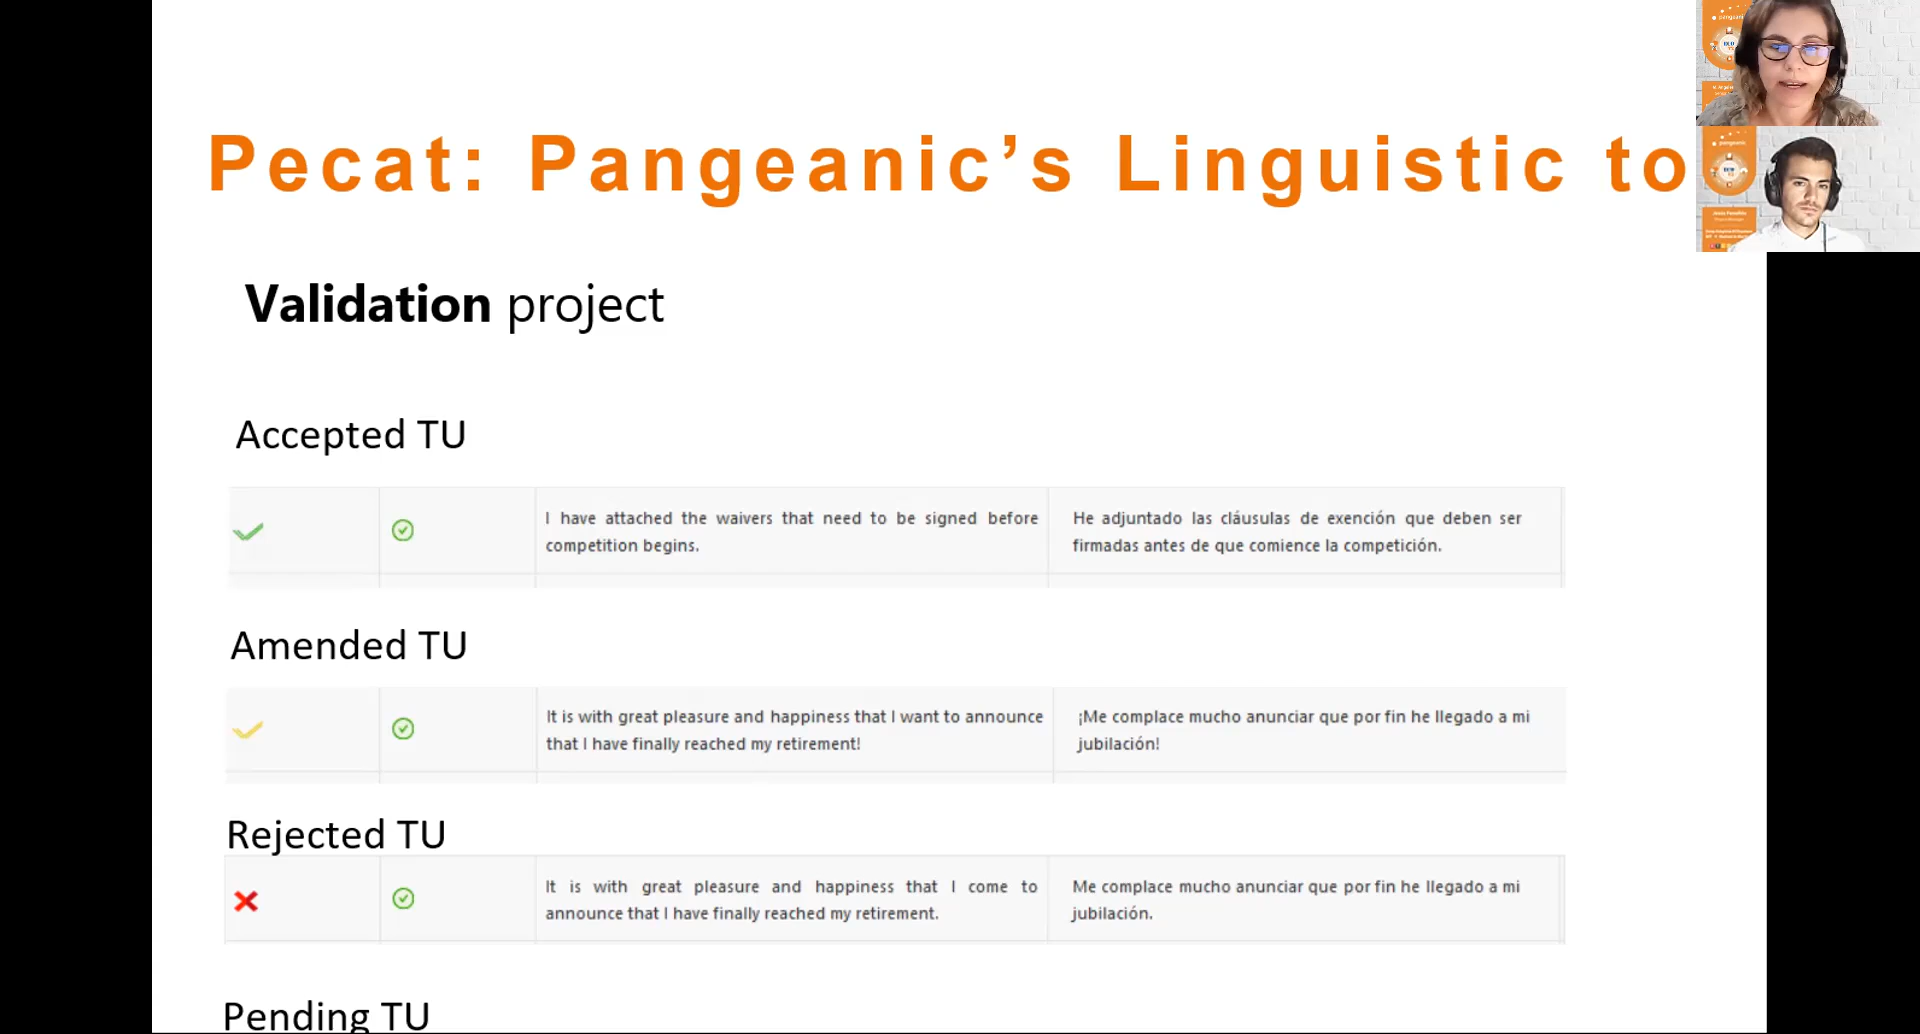 Pecat: Pangeanic’s Linguistic to
pangeanic
pangeanic
Validation project
Accepted TU
I have attached the waivers that need to be signed before
competition begins.
He adjuntado las cláusulas de exención que deben ser
firmadas antes de que comience la competición.
Amended TU
It is with great pleasure and happiness that I want to announce
that I have finally reached my retirement!
¡Me complace mucho anunciar que por fin he llegado a mi
jubilación!
Rejected TU
It is with great pleasure and happiness that I come to
announce that I have finally reached my retirement.
Me complace mucho anunciar que por fin he llegado a mi
jubilación.
Pending TU